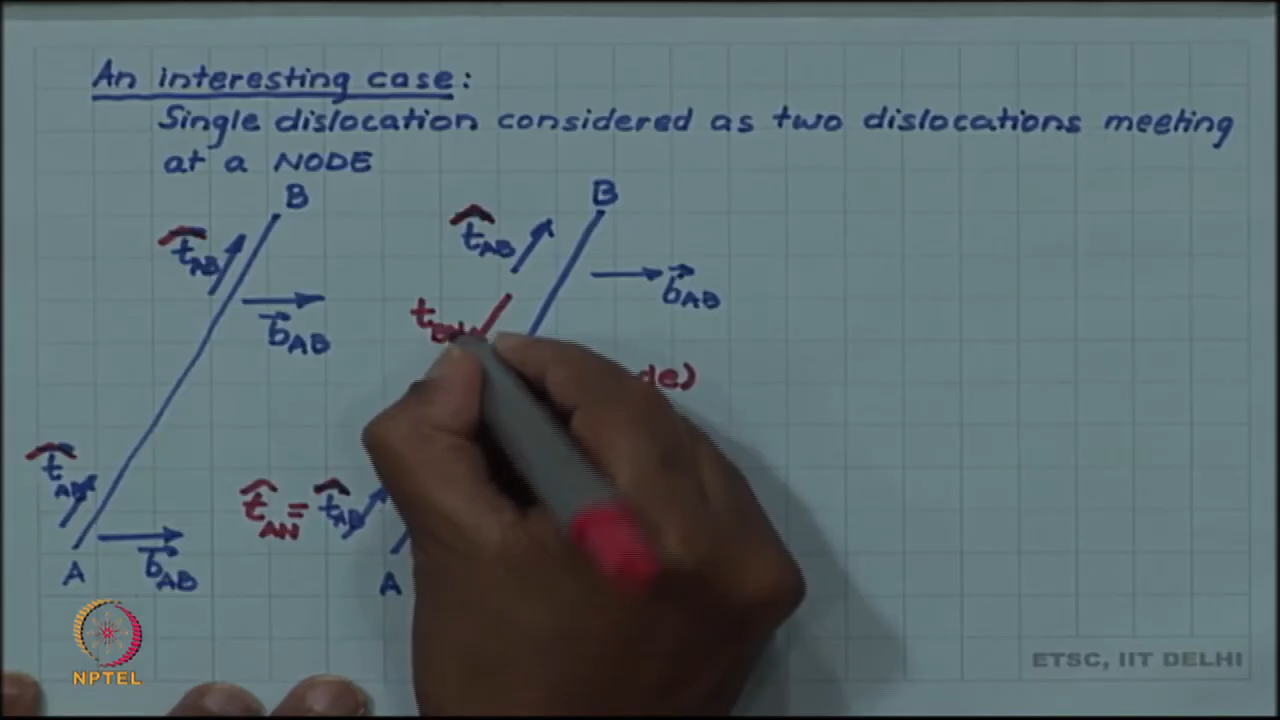 An interesting case:
Single dislocation considered as two dislocations meeting
at a NODE
B
t̂AB
b⃗AB
t̂AB
b⃗AB
A
B
t̂AB
b⃗AB
de)
t̂AN = t̂AB
A
NPTEL
ETSC, IIT DELHI